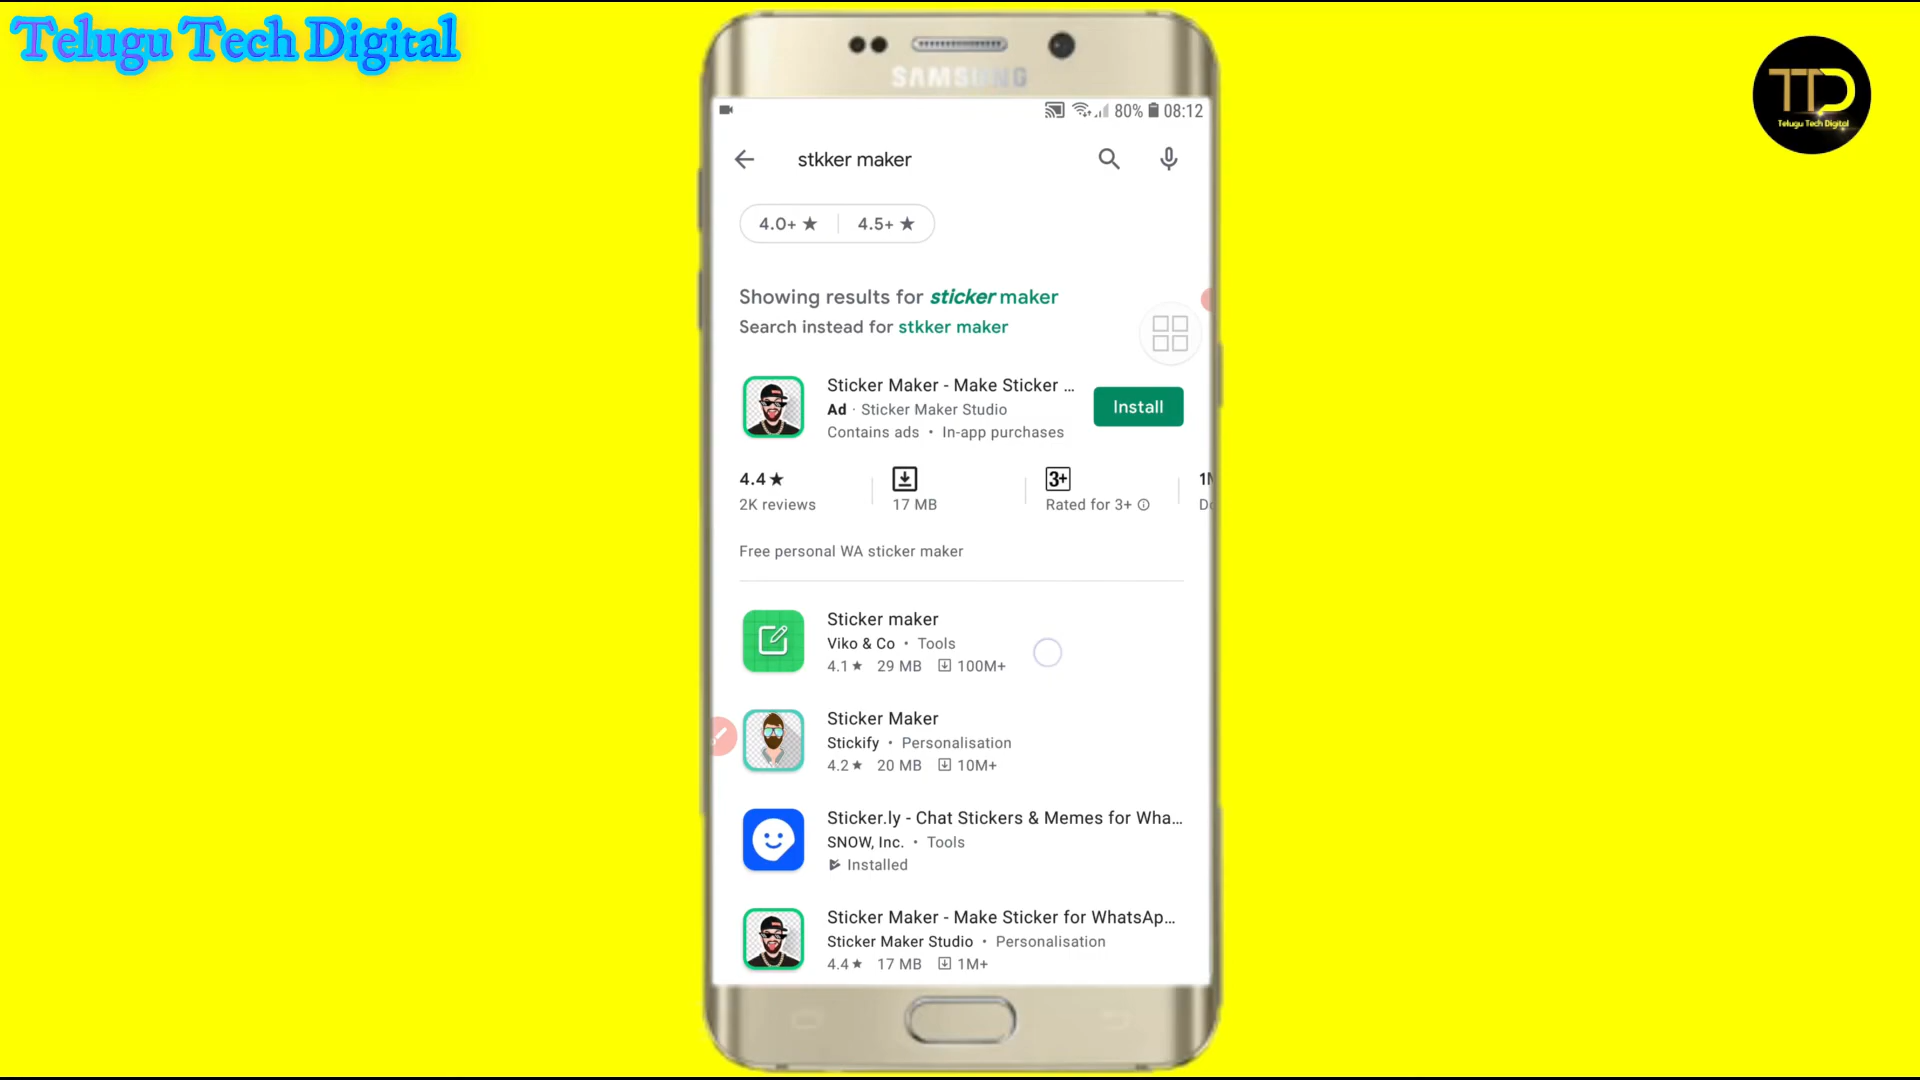 Telugu Tech Digital
SAMSUNG
TTD
Telugu Tech Digital
80% 08:12
stkker maker
4.0+ ★ 4.5+ ★
Showing results for sticker maker
Search instead for stkker maker
Sticker Maker - Make Sticker ...
Ad · Sticker Maker Studio
Contains ads • In-app purchases
Install
4.4 ★ 3+ 1M
2K reviews 17 MB Rated for 3+
Free personal WA sticker maker
Sticker maker
Viko & Co • Tools
4.1 ★ 29 MB 100M+
Sticker Maker
Stickify • Personalisation
4.2 ★ 20 MB 10M+
Sticker.ly - Chat Stickers & Memes for Wha...
SNOW, Inc. • Tools
Installed
Sticker Maker - Make Sticker for WhatsAp...
Sticker Maker Studio • Personalisation
4.4 ★ 17 MB 1M+